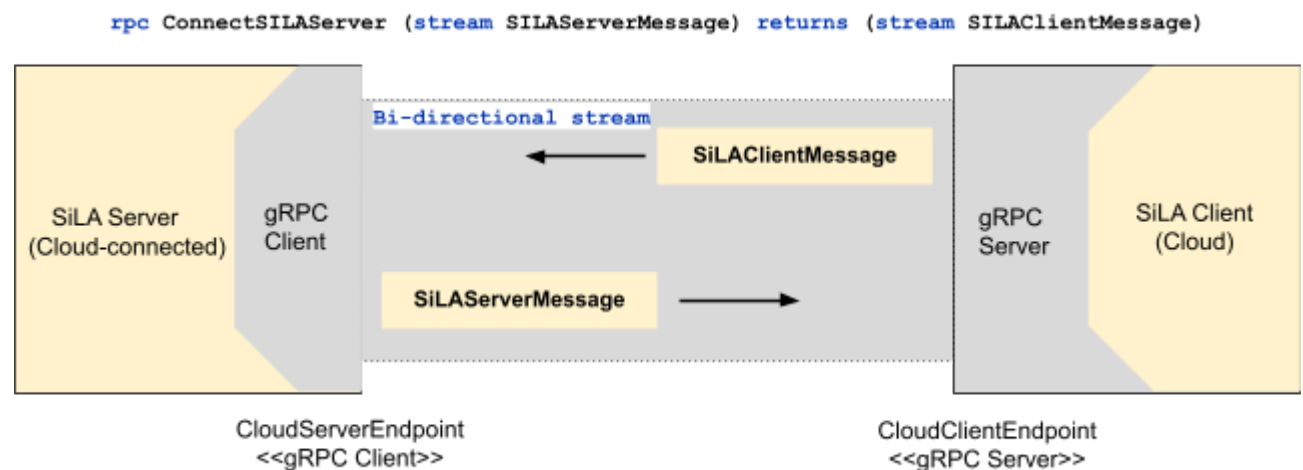 rpc ConnectSILAServer (stream SILAServerMessage) returns (stream SILAClientMessage)
Bi-directional stream
SiLAClientMessage
SiLA Server
(Cloud-connected)
gRPC
Client
gRPC
Server
SiLA Client
(Cloud)
SiLAServerMessage
CloudServerEndpoint
<<gRPC Client>>
CloudClientEndpoint
<<gRPC Server>>